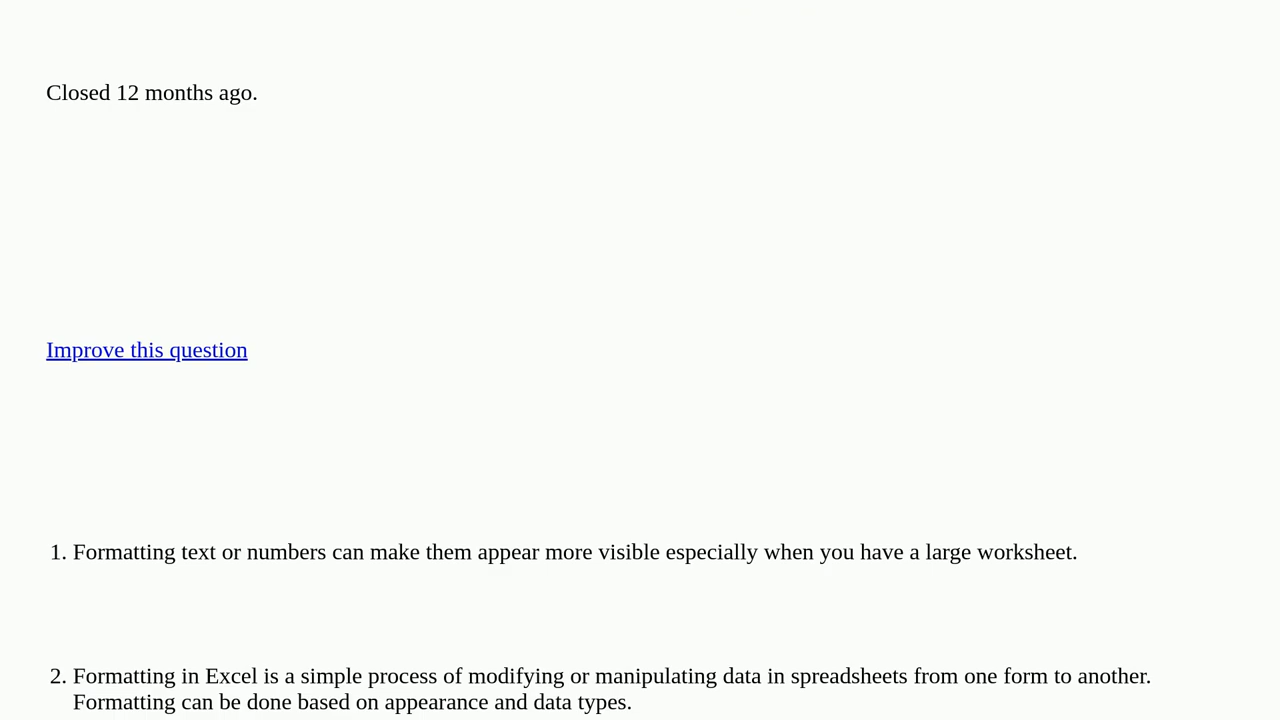 Closed 12 months ago.
Improve this question
1. Formatting text or numbers can make them appear more visible especially when you have a large worksheet.
2. Formatting in Excel is a simple process of modifying or manipulating data in spreadsheets from one form to another.
Formatting can be done based on appearance and data types.